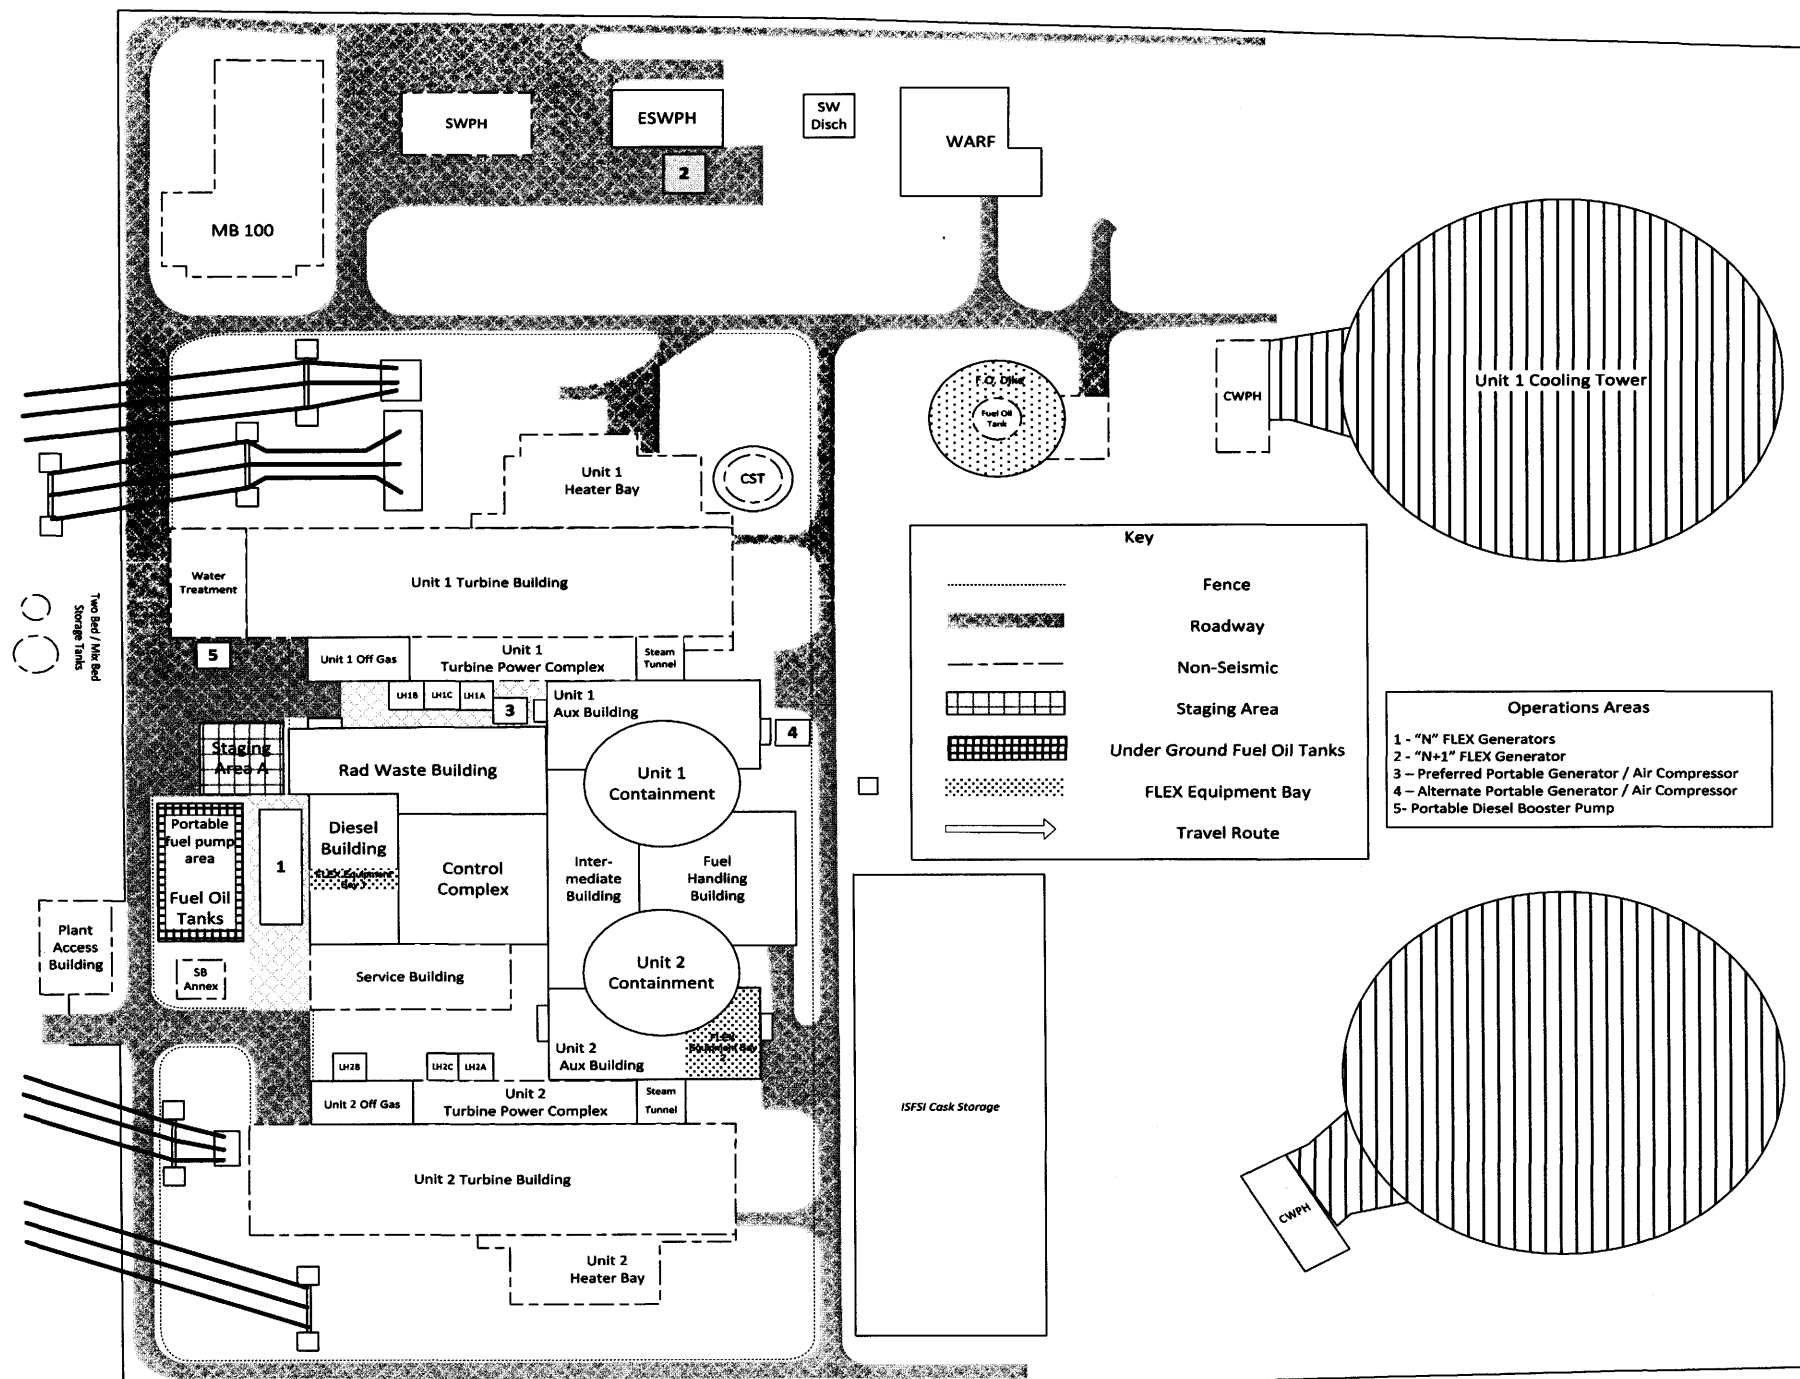 SWPH
ESWPH
SW
Disch
WARF
2
MB 100
Unit 1 Cooling Tower
CWPH
F.O. Dike
Fuel Oil
Tank
CST
Unit 1
Heater Bay
Key
Fence
Roadway
Non-Seismic
Staging Area
Under Ground Fuel Oil Tanks
FLEX Equipment Bay
Travel Route
Operations Areas
1 - "N" FLEX Generators
2 - "N+1" FLEX Generator
3 – Preferred Portable Generator / Air Compressor
4 – Alternate Portable Generator / Air Compressor
5- Portable Diesel Booster Pump
Water
Treatment
Unit 1 Turbine Building
Two Bed / Mix Bed
Storage Tanks
5
Unit 1 Off Gas
Unit 1
Turbine Power Complex
Steam
Tunnel
LH1B
LH1C
LH1A
3
Unit 1
Aux Building
4
Staging
Area A
Rad Waste Building
Unit 1
Containment
Portable
fuel pump
area
Fuel Oil
Tanks
1
Diesel
Building
FLEX Equipment
Bay
Control
Complex
Inter-
mediate
Building
Fuel
Handling
Building
Plant
Access
Building
SB
Annex
Service Building
Unit 2
Containment
FLEX
Equipment Bay
2
Unit 2
Aux Building
LH2B
LH2C
LH2A
Unit 2 Off Gas
Unit 2
Turbine Power Complex
Steam
Tunnel
ISFSI Cask Storage
Unit 2 Turbine Building
CWPH
Unit 2
Heater Bay